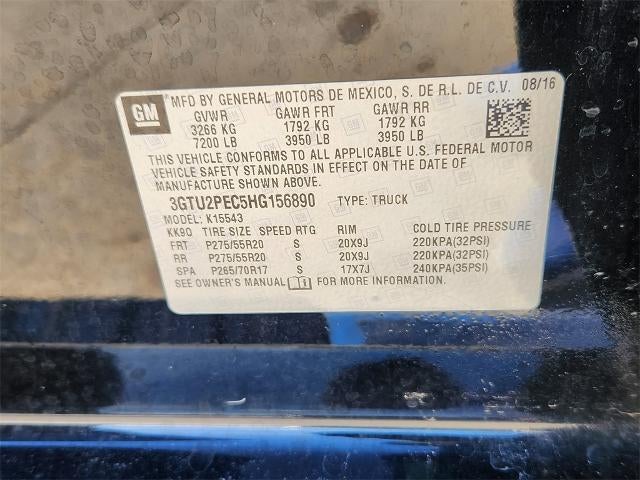 GM
MFD BY GENERAL MOTORS DE MEXICO, S. DE R.L. DE C.V. 08/16
GVWR GAWR FRT GAWR RR
3266 KG 1792 KG 1792 KG
7200 LB 3950 LB 3950 LB
THIS VEHICLE CONFORMS TO ALL APPLICABLE U.S. FEDERAL MOTOR
VEHICLE SAFETY STANDARDS IN EFFECT ON THE DATE OF
MANUFACTURE SHOWN ABOVE.
3GTU2PEC5HG156890 TYPE: TRUCK
MODEL: K15543
KK9O TIRE SIZE SPEED RTG RIM COLD TIRE PRESSURE
FRT P275/55R20 S 20X9J 220KPA(32PSI)
RR P275/55R20 S 20X9J 220KPA(32PSI)
SPA P265/70R17 S 17X7J 240KPA(35PSI)
SEE OWNER'S MANUAL FOR MORE INFORMATION.